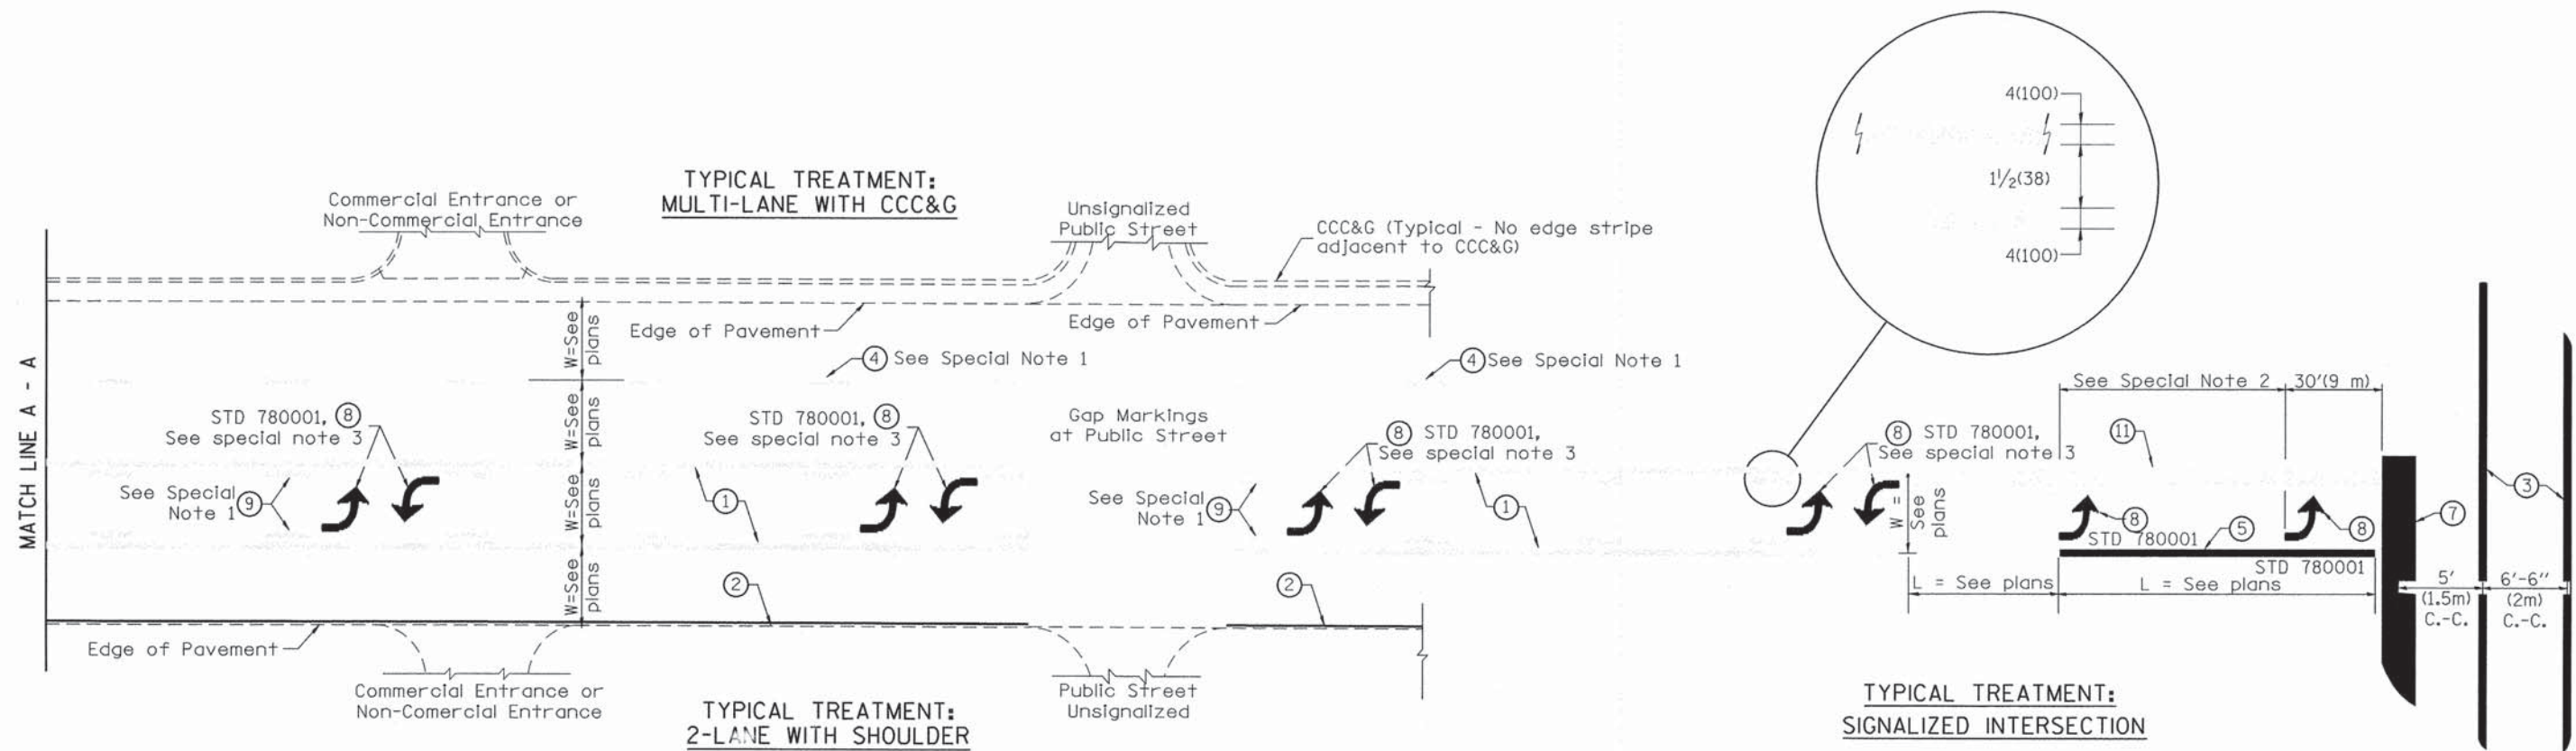 MATCH LINE A - A
TYPICAL TREATMENT:
MULTI-LANE WITH CCC&G
Commercial Entrance or
Non-Commercial Entrance
Unsignalized
Public Street
CCC&G (Typical - No edge stripe
adjacent to CCC&G)
Edge of Pavement
Edge of Pavement
W=See
plans
4 See Special Note 1
4 See Special Note 1
W=See
plans
STD 780001, 8
See special note 3
STD 780001, 8
See special note 3
Gap Markings
at Public Street
8 STD 780001,
See special note 3
8 STD 780001,
See special note 3
See Special
Note 1 9
W=See
plans
1
See Special
Note 1 9
1
W =
See
plans
W=See
plans
2
2
Edge of Pavement
Commercial Entrance or
Non-Comercial Entrance
Public Street
Unsignalized
TYPICAL TREATMENT:
2-LANE WITH SHOULDER
4(100)
1½(38)
4(100)
See Special Note 2
30'(9 m)
11
8
STD 780001
5
8
STD 780001
L = See plans
L = See plans
7
3
5'
(1.5m)
C.-C.
6'-6''
(2m)
C.-C.
TYPICAL TREATMENT:
SIGNALIZED INTERSECTION